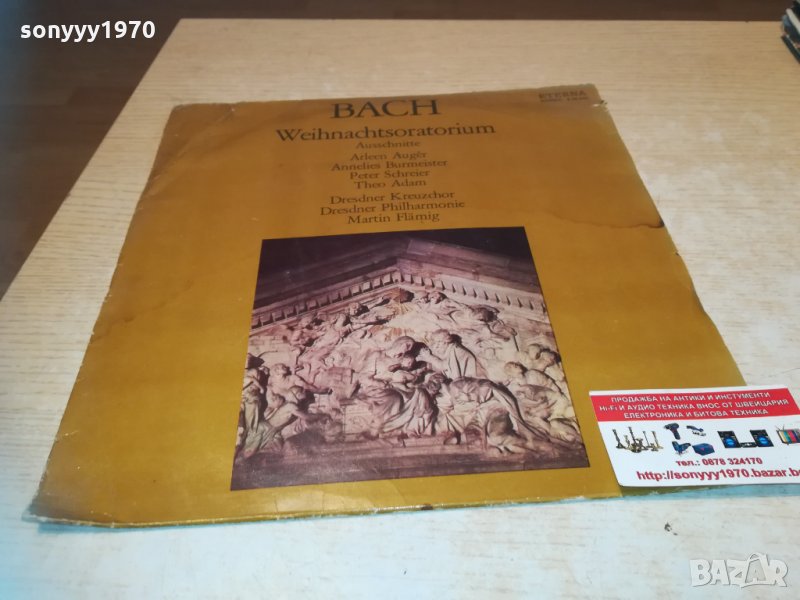 sonyyy1970
sonyyy1970
BACH
ETERNA
Weihnachtsoratorium
Ausschnitte
Arleen Augér
Annelies Burmeister
Peter Schreier
Theo Adam
Dresdner Kreuzchor
Dresdner Philharmonie
Martin Flämig
ПРОДАЖБА НА АНТИКИ И ИНСТУМЕНТИ
Hi-Fi И АУДИО ТЕХНИКА ВНОС ОТ ШВЕИЦАРИЯ
ЕЛЕКТРОНИКА И БИТОВА ТЕХНИКА
тел.: 0878 324170
http://sonyyy1970.bazar.b
BAZAR